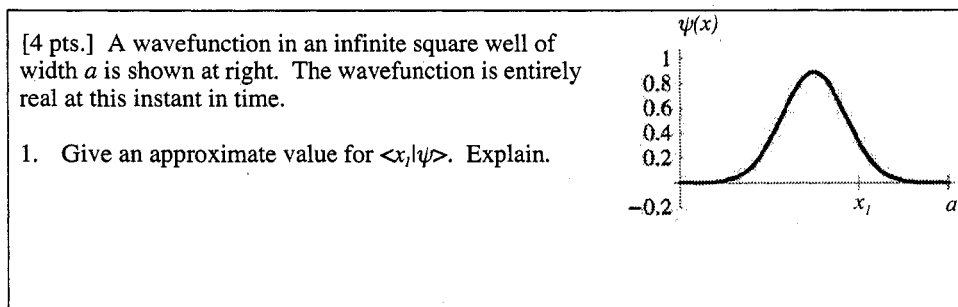 [4 pts.] A wavefunction in an infinite square well of
width a is shown at right. The wavefunction is entirely
real at this instant in time.
1. Give an approximate value for <x₁|ψ>. Explain.
ψ(x)
1
0.8
0.6
0.4
0.2
−0.2
x₁
a